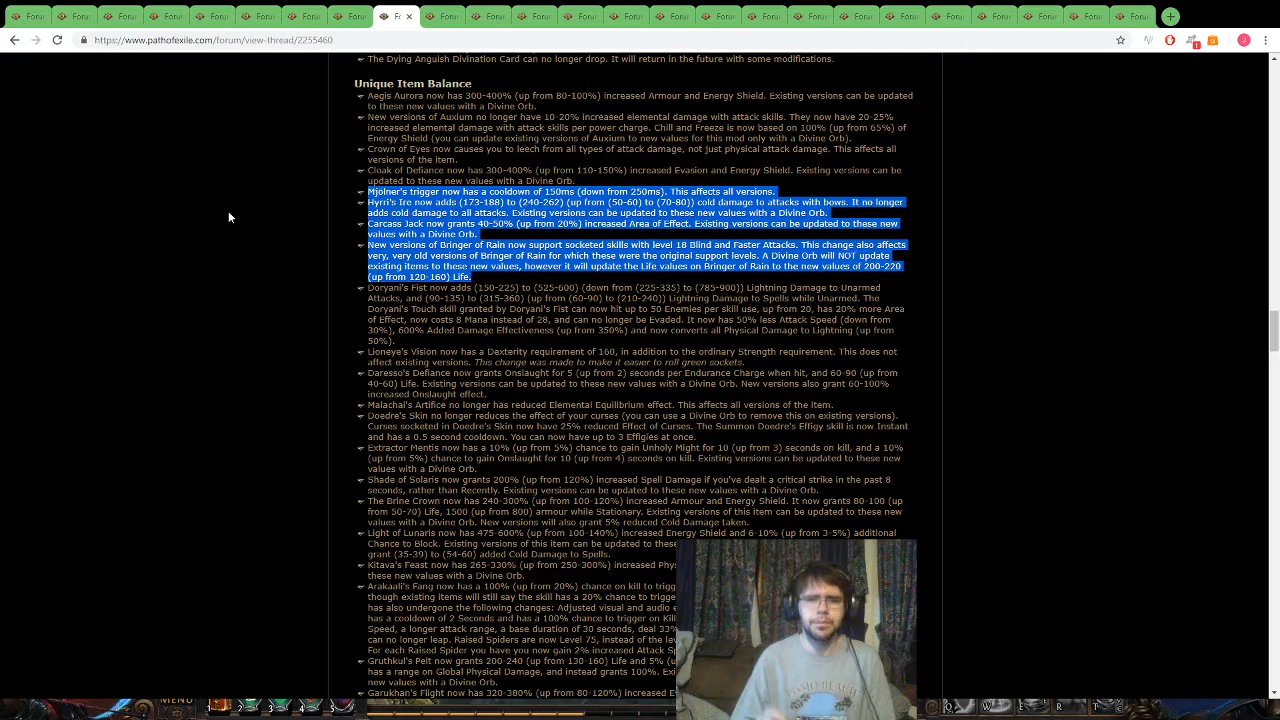 Forum Forum Forum Forum Forum Forum Forum Forum Fo Forum Forum Forum Forum Forum Forum Forum Forum Forum Forum Forum Forum Forum Forum Forum
https://www.pathofexile.com/forum/view-thread/2255460
The Dying Anguish Divination Card can no longer drop. It will return in the future with some modifications.
Unique Item Balance
Aegis Aurora now has 300-400% (up from 80-100%) increased Armour and Energy Shield. Existing versions can be updated
to these new values with a Divine Orb.
New versions of Auxium no longer have 10-20% increased elemental damage with attack skills. They now have 20-25%
increased elemental damage with attack skills per power charge. Chill and Freeze is now based on 100% (up from 65%) of
Energy Shield (you can update existing versions of Auxium to new values for this mod only with a Divine Orb).
Crown of Eyes now causes you to leech from all types of attack damage, not just physical attack damage. This affects all
versions of the item.
Cloak of Defiance now has 300-400% (up from 110-150%) increased Evasion and Energy Shield. Existing versions can be
updated to these new values with a Divine Orb.
Mjolner's trigger now has a cooldown of 150ms (down from 250ms). This affects all versions.
Hyrri's Ire now adds (173-188) to (240-262) (up from (50-60) to (70-80)) cold damage to attacks with bows. It no longer
adds cold damage to all attacks. Existing versions can be updated to these new values with a Divine Orb.
Carcass Jack now grants 40-50% (up from 20%) increased Area of Effect. Existing versions can be updated to these new
values with a Divine Orb.
New versions of Bringer of Rain now support socketed skills with level 18 Blind and Faster Attacks. This change also affects
very, very old versions of Bringer of Rain for which these were the original support levels. A Divine Orb will NOT update
existing items to these new values, however it will update the Life values on Bringer of Rain to the new values of 200-220
(up from 120-160) Life.
Doryani's Fist now adds (150-225) to (525-600) (down from (225-335) to (785-900)) Lightning Damage to Unarmed
Attacks, and (90-135) to (315-360) (up from (60-90) to (210-240)) Lightning Damage to Spells while Unarmed. The
Doryani's Touch skill granted by Doryani's Fist can now hit up to 50 Enemies per skill use, up from 20, has 20% more Area
of Effect, now costs 8 Mana instead of 28, and can no longer be Evaded. It now has 50% less Attack Speed (down from
30%), 600% Added Damage Effectiveness (up from 350%) and now converts all Physical Damage to Lightning (up from
50%).
Lioneye's Vision now has a Dexterity requirement of 160, in addition to the ordinary Strength requirement. This does not
affect existing versions. This change was made to make it easier to roll green sockets.
Daresso's Defiance now grants Onslaught for 5 (up from 2) seconds per Endurance Charge when hit, and 60-90 (up from
40-60) Life. Existing versions can be updated to these new values with a Divine Orb. New versions also grant 60-100%
increased Onslaught effect.
Malachai's Artifice no longer has reduced Elemental Equilibrium effect. This affects all versions of the item.
Doedre's Skin no longer reduces the effect of your curses (you can use a Divine Orb to remove this on existing versions).
Curses socketed in Doedre's Skin now have 25% reduced Effect of Curses. The Summon Doedre's Effigy skill is now Instant
and has a 0.5 second cooldown. You can now have up to 3 Effigies at once.
Extractor Mentis now has a 10% (up from 5%) chance to gain Unholy Might for 10 (up from 3) seconds on kill, and a 10%
(up from 5%) chance to gain Onslaught for 10 (up from 4) seconds on kill. Existing versions can be updated to these new
values with a Divine Orb.
Shade of Solaris now grants 200% (up from 120%) increased Spell Damage if you've dealt a critical strike in the past 8
seconds, rather than Recently. Existing versions can be updated to these new values with a Divine Orb.
The Brine Crown now has 240-300% (up from 100-120%) increased Armour and Energy Shield. It now grants 80-100 (up
from 50-70) Life, 1500 (up from 800) armour while Stationary. Existing versions of this item can be updated to these new
values with a Divine Orb. New versions will also grant 5% reduced Cold Damage taken.
Light of Lunaris now has 475-600% (up from 100-140%) increased Energy Shield and 6-10% (up from 3-5%) additional
Chance to Block. Existing versions of this item can be updated to these
grant (35-39) to (54-60) added Cold Damage to Spells.
Kitava's Feast now has 265-330% (up from 250-300%) increased Phys
these new values with a Divine Orb.
Arakaali's Fang now has a 100% (up from 20%) chance on kill to trigg
though existing items will still say the skill has a 20% chance to trigge
has also undergone the following changes: Adjusted visual and audio e
has a cooldown of 2 Seconds and has a 100% chance to trigger on Kill
Speed, a longer attack range, a base duration of 30 seconds, deal 33%
can no longer leap. Raised Spiders are now Level 75, instead of the lev
For each Raised Spider you have you now gain 2% increased Attack Sp
Gruthkul's Pelt now grants 200-240 (up from 130-160) Life and 5% (u
has a range on Global Physical Damage, and instead grants 100%. Exi
new values with a Divine Orb.
Garukhan's Flight now has 320-380% (up from 80-120%) increased E
MENU 1 2 3 4 5 Q W E R T